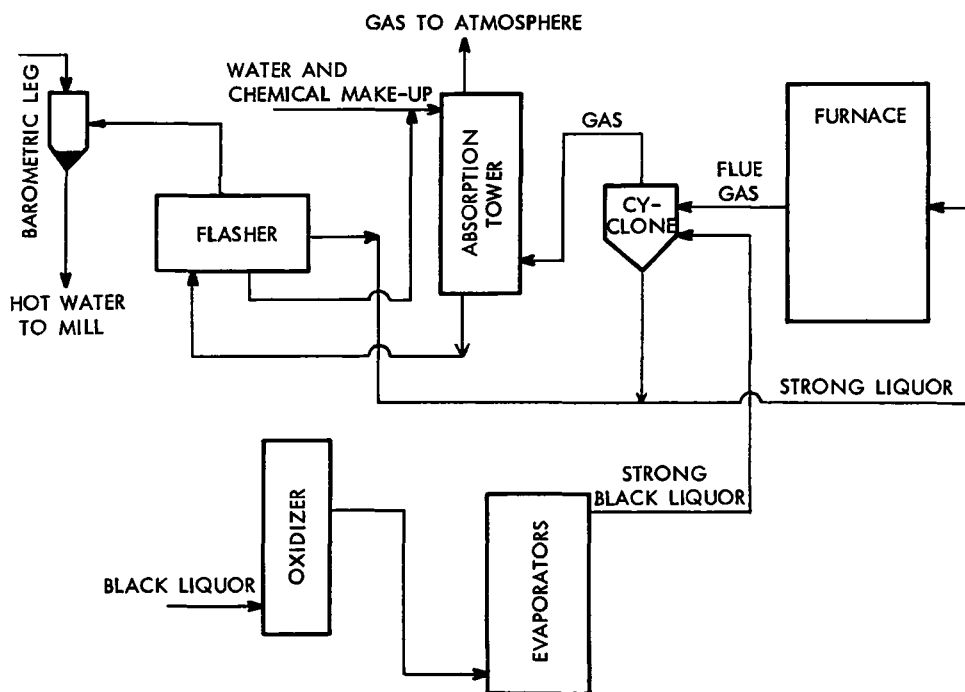 GAS TO ATMOSPHERE
WATER AND
CHEMICAL MAKE-UP
BAROMETRIC LEG
FLASHER
ABSORPTION
TOWER
GAS
CY-
CLONE
FLUE
GAS
FURNACE
HOT WATER
TO MILL
STRONG LIQUOR
STRONG
BLACK LIQUOR
OXIDIZER
EVAPORATORS
BLACK LIQUOR